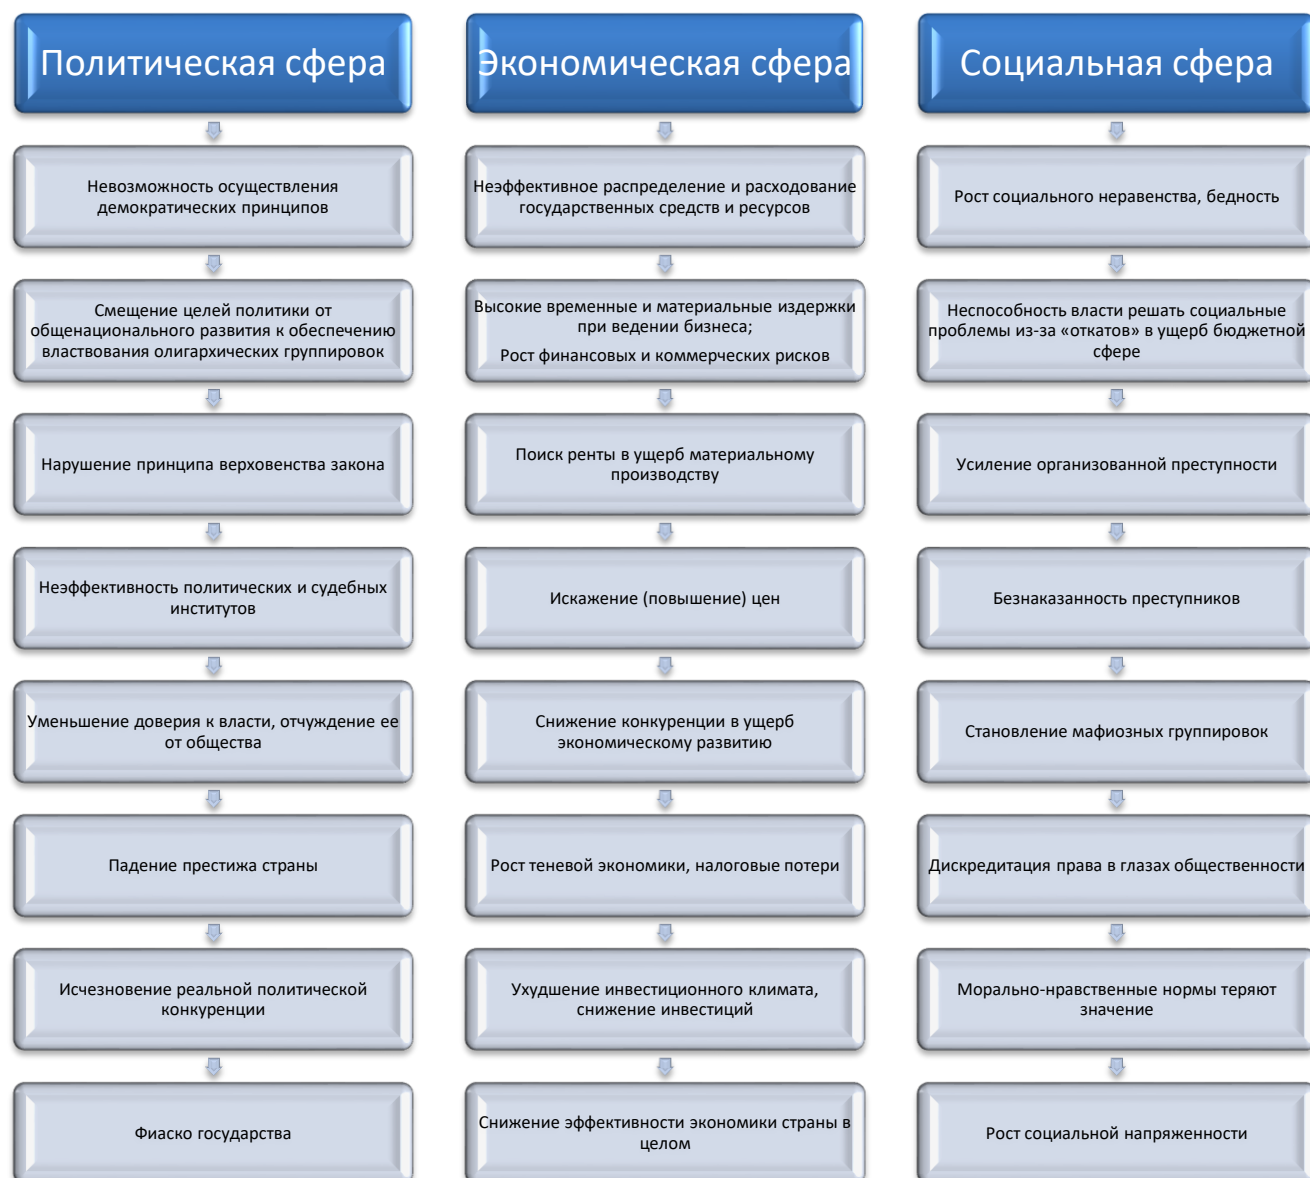 Политическая сфера
Невозможность осуществления
демократических принципов
Смещцение целей политики от
общенационального развития к обеспечению
властвования олигархических группировок
Нарушение принципа верховенства закона
Неэффективность политических и судебных
институтов
Уменьшение доверия к власти, отчуждение ее
от общества
Падение престижа страны
Исчезновение реальной политической
конкуренции
Фиаско государства
Экономическая сфера
Неэффективное распределение и расходование
государственных средств и ресурсов
Высокие временные и материальные издержки
при ведении бизнеса;
Рост финансовых и коммерческих рисков
Поиск ренты в ущерб материальному
производству
Искажение (повышение) цен
Снижение конкуренции в ущерб
экономическому развитию
Рост теневой экономики, налоговые потери
Ухудшение инвестиционного климата,
снижение инвестиций
Снижение эффективности экономики страны в
целом
Социальная сфера
Рост социального неравенства, бедность
Неспособность власти решать социальные
проблемы из-за «откатов» в ущерб бюджетной
сфере
Усиление организованной преступности
Безнаказанность преступников
Становление мафиозных группировок
Дискредитация права в глазах общественности
Морально-нравственные нормы теряют
значение
Рост социальной напряженности